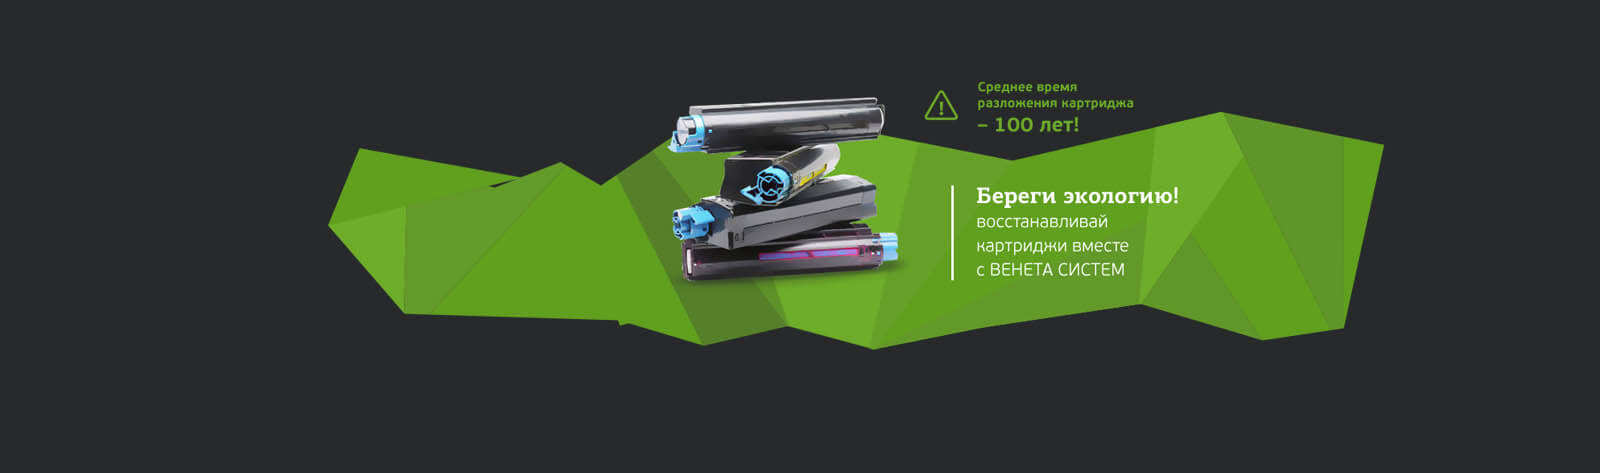 Среднее время
разложения картриджа
– 100 лет!
Береги экологию!
восстанавливай
картриджи вместе
с ВЕНЕТА СИСТЕМ